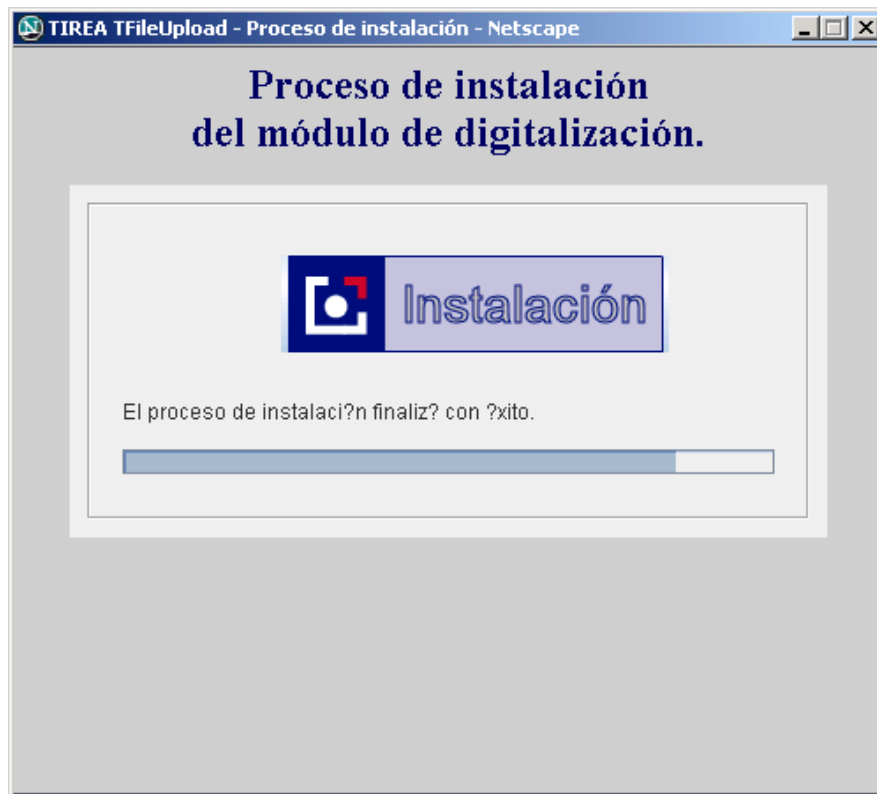 TIREA TFileUpload - Proceso de instalación - Netscape
Proceso de instalación
del módulo de digitalización.
Instalación
El proceso de instalaci?n finaliz? con ?xito.